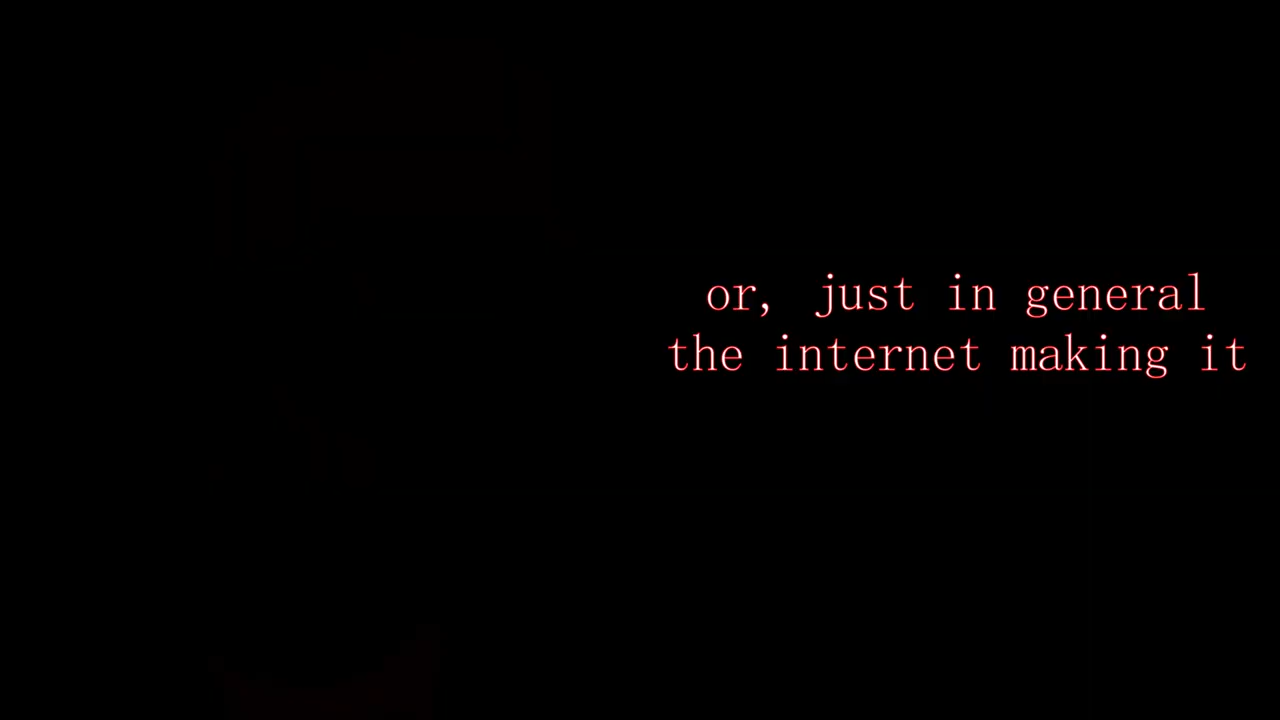 or, just in general
the internet making it